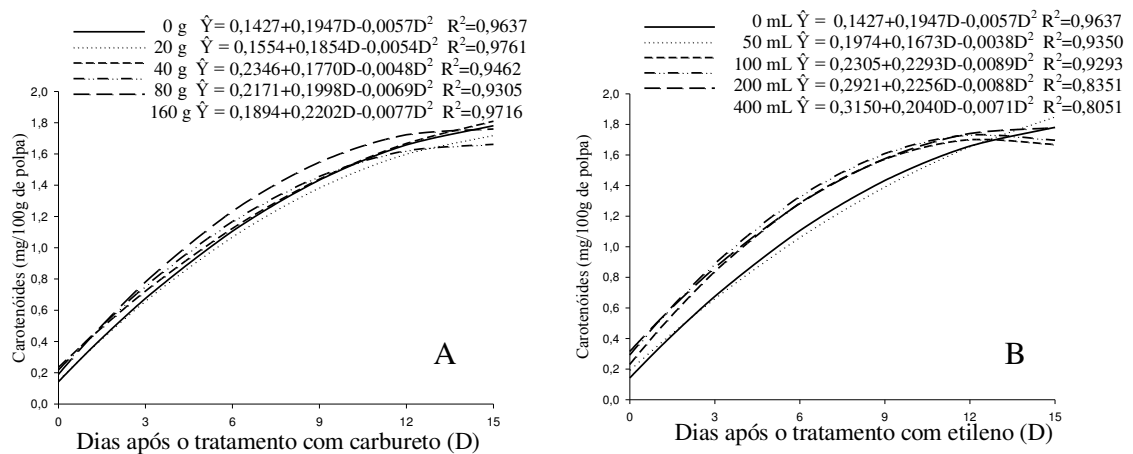 0 g Ŷ= 0,1427+0,1947D-0,0057D² R²=0,9637
20 g Ŷ= 0,1554+0,1854D-0,0054D² R²=0,9761
40 g Ŷ= 0,2346+0,1770D-0,0048D² R²=0,9462
80 g Ŷ= 0,2171+0,1998D-0,0069D² R²=0,9305
160 g Ŷ= 0,1894+0,2202D-0,0077D² R²=0,9716
Carotenóides (mg/100g de polpa)
2,0
1,8
1,6
1,4
1,2
1,0
0,8
0,6
0,4
0,2
0,0
A
0 3 6 9 12 15
Dias após o tratamento com carbureto (D)
0 mL Ŷ = 0,1427+0,1947D-0,0057D² R²=0,9637
50 mL Ŷ = 0,1974+0,1673D-0,0038D² R²=0,9350
100 mL Ŷ = 0,2305+0,2293D-0,0089D² R²=0,9293
200 mL Ŷ = 0,2921+0,2256D-0,0088D² R²=0,8351
400 mL Ŷ = 0,3150+0,2040D-0,0071D² R²=0,8051
Carotenóides (mg/100g de polpa)
2,0
1,8
1,6
1,4
1,2
1,0
0,8
0,6
0,4
0,2
0,0
B
0 3 6 9 12 15
Dias após o tratamento com etileno (D)